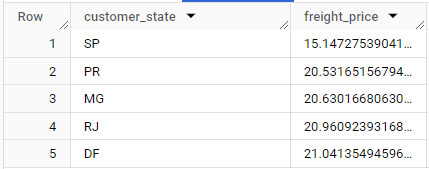 Row customer_state freight_price
1 SP 15.14727539041...
2 PR 20.53165156794...
3 MG 20.63016680630...
4 RJ 20.96092393168...
5 DF 21.04135494596...